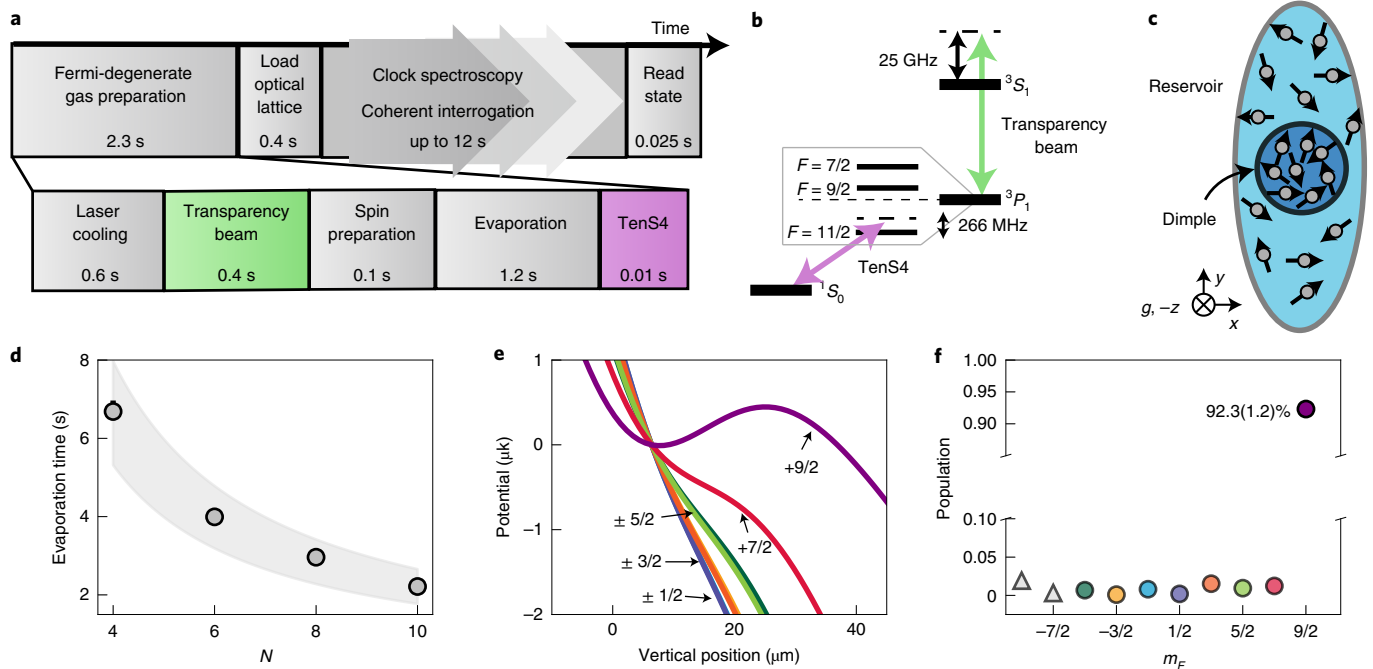 a
Time
Fermi-degenerate
gas preparation
2.3 s
Load
optical
lattice
0.4 s
Clock spectroscopy
Coherent interrogation
up to 12 s
Read
state
0.025 s
Laser
cooling
0.6 s
Transparency
beam
0.4 s
Spin
preparation
0.1 s
Evaporation
1.2 s
TenS4
0.01 s
b
25 GHz
³S₁
Transparency
beam
F = 7/2
F = 9/2
³P₁
F = 11/2
266 MHz
TenS4
¹S₀
c
Reservoir
Dimple
y
g, −z
x
d
Evaporation time (s)
8
6
4
2
4 6 8 10
N
e
Potential (μk)
1
0
−1
−2
+9/2
± 5/2
+7/2
± 3/2
± 1/2
0 20 40
Vertical position (μm)
f
Population
1.00
0.95
0.90
0.10
0.05
0
92.3(1.2)%
−7/2 −3/2 1/2 5/2 9/2
m_F